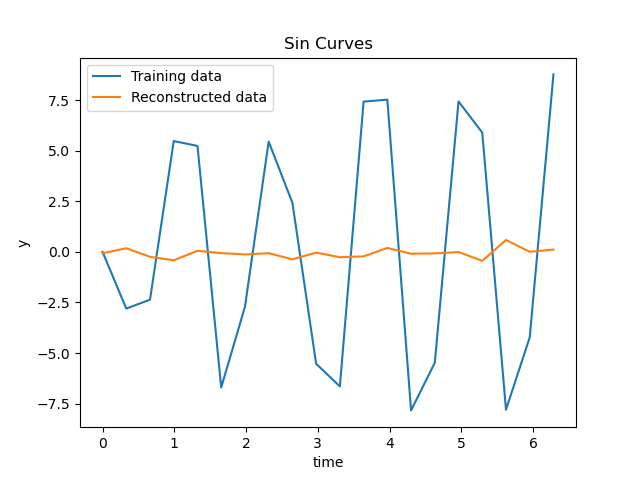 Sin Curves
Training data
Reconstructed data
7.5
5.0
2.5
0.0
−2.5
−5.0
−7.5
y
0 1 2 3 4 5 6
time